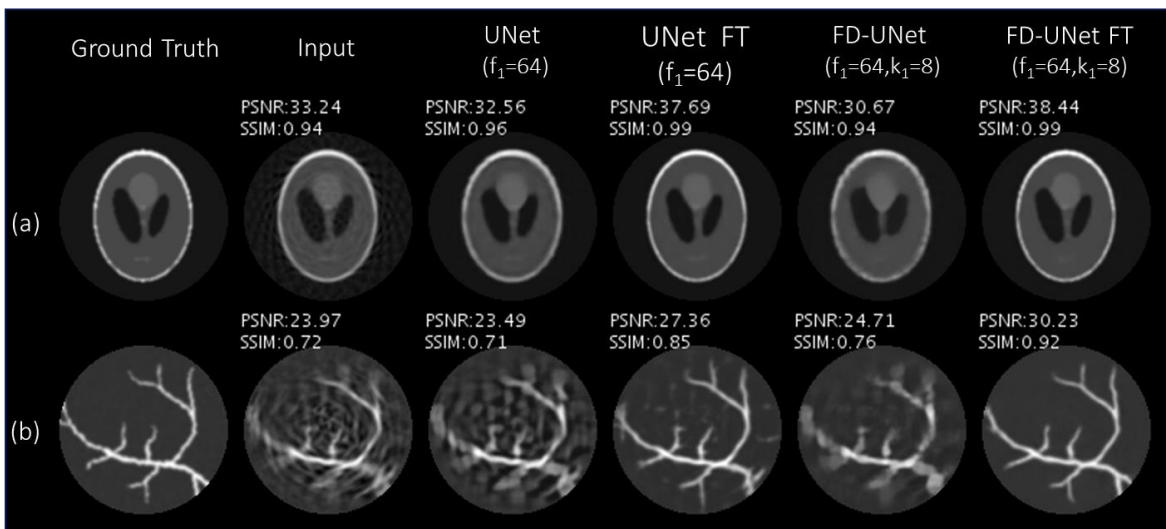 Ground Truth
Input
UNet
(f₁=64)
UNet FT
(f₁=64)
FD-UNet
(f₁=64,k₁=8)
FD-UNet FT
(f₁=64,k₁=8)
(a)
PSNR:33.24
SSIM:0.94
PSNR:32.56
SSIM:0.96
PSNR:37.69
SSIM:0.99
PSNR:30.67
SSIM:0.94
PSNR:38.44
SSIM:0.99
(b)
PSNR:23.97
SSIM:0.72
PSNR:23.49
SSIM:0.71
PSNR:27.36
SSIM:0.85
PSNR:24.71
SSIM:0.76
PSNR:30.23
SSIM:0.92